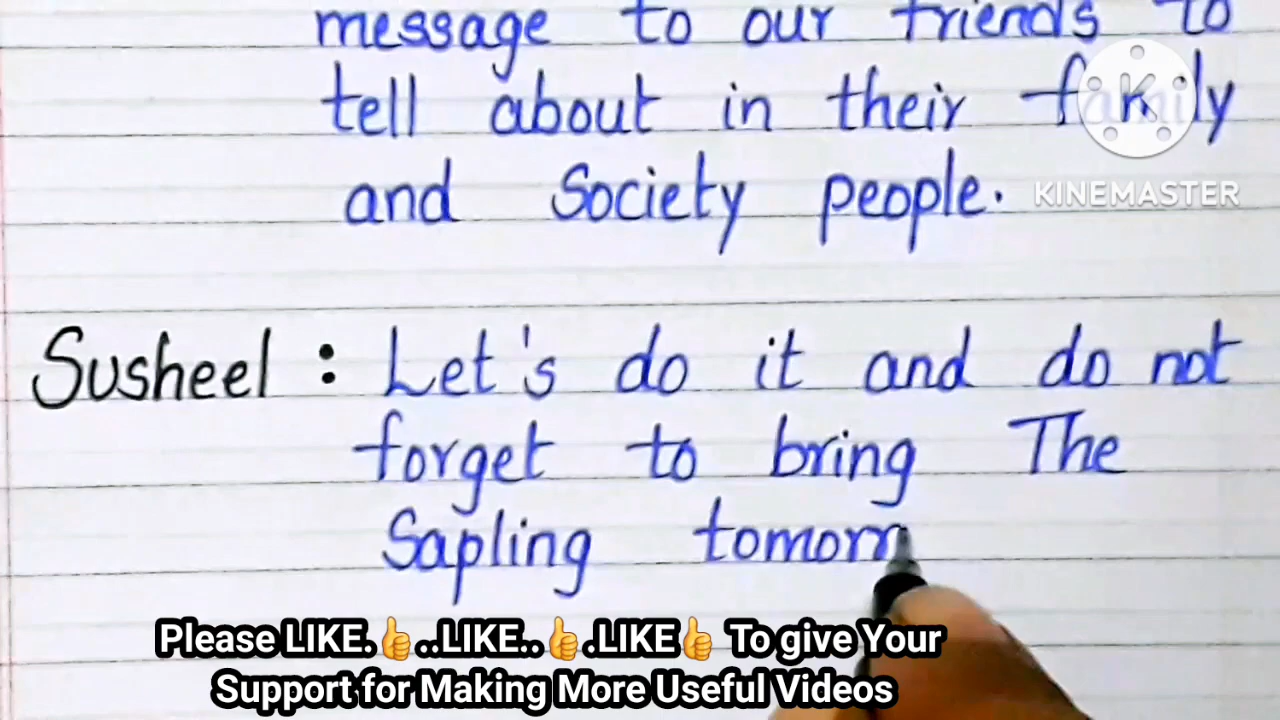 message to our friends to
tell about in their family
K
KINEMASTER
and Society people.
Susheel : Let's do it and do not
forget to bring The
Sapling tomorr
Please LIKE.👍..LIKE..👍.LIKE👍 To give Your
Support for Making More Useful Videos